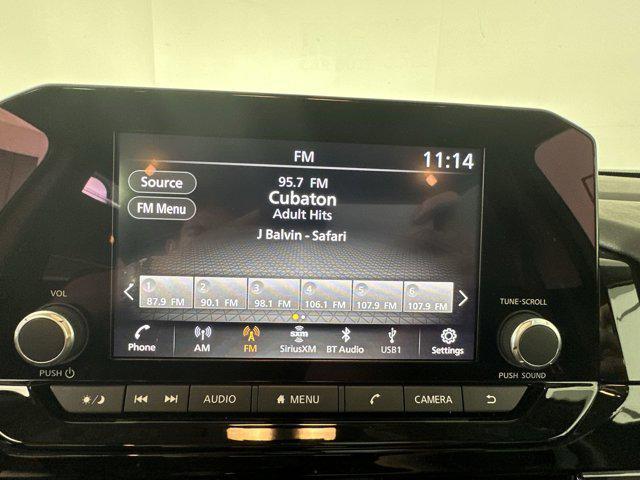 FM
11:14
Source
95.7 FM
Cubaton
FM Menu
Adult Hits
J Balvin - Safari
1 2 3 4 5 6
87.9 FM 90.1 FM 98.1 FM 106.1 FM 107.9 FM 107.9 FM
Phone AM FM SiriusXM BT Audio USB1 Settings
sxm
VOL
PUSH
TUNE-SCROLL
PUSH SOUND
AUDIO MENU CAMERA